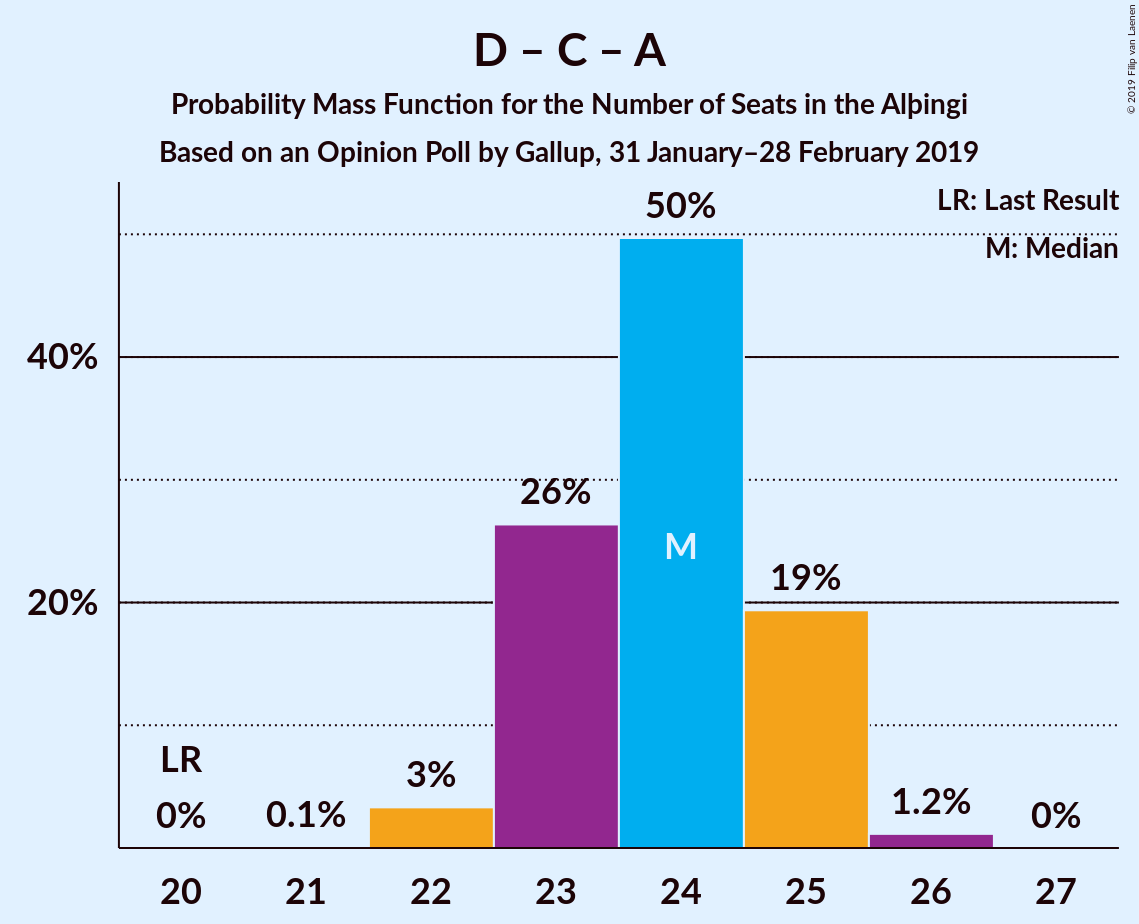 D – C – A
Probability Mass Function for the Number of Seats in the Alþingi
Based on an Opinion Poll by Gallup, 31 January–28 February 2019
© 2019 Filip van Laenen
LR: Last Result
M: Median
50%
40%
26%
M
19%
20%
LR
0%
0.1%
3%
1.2%
0%
20 21 22 23 24 25 26 27